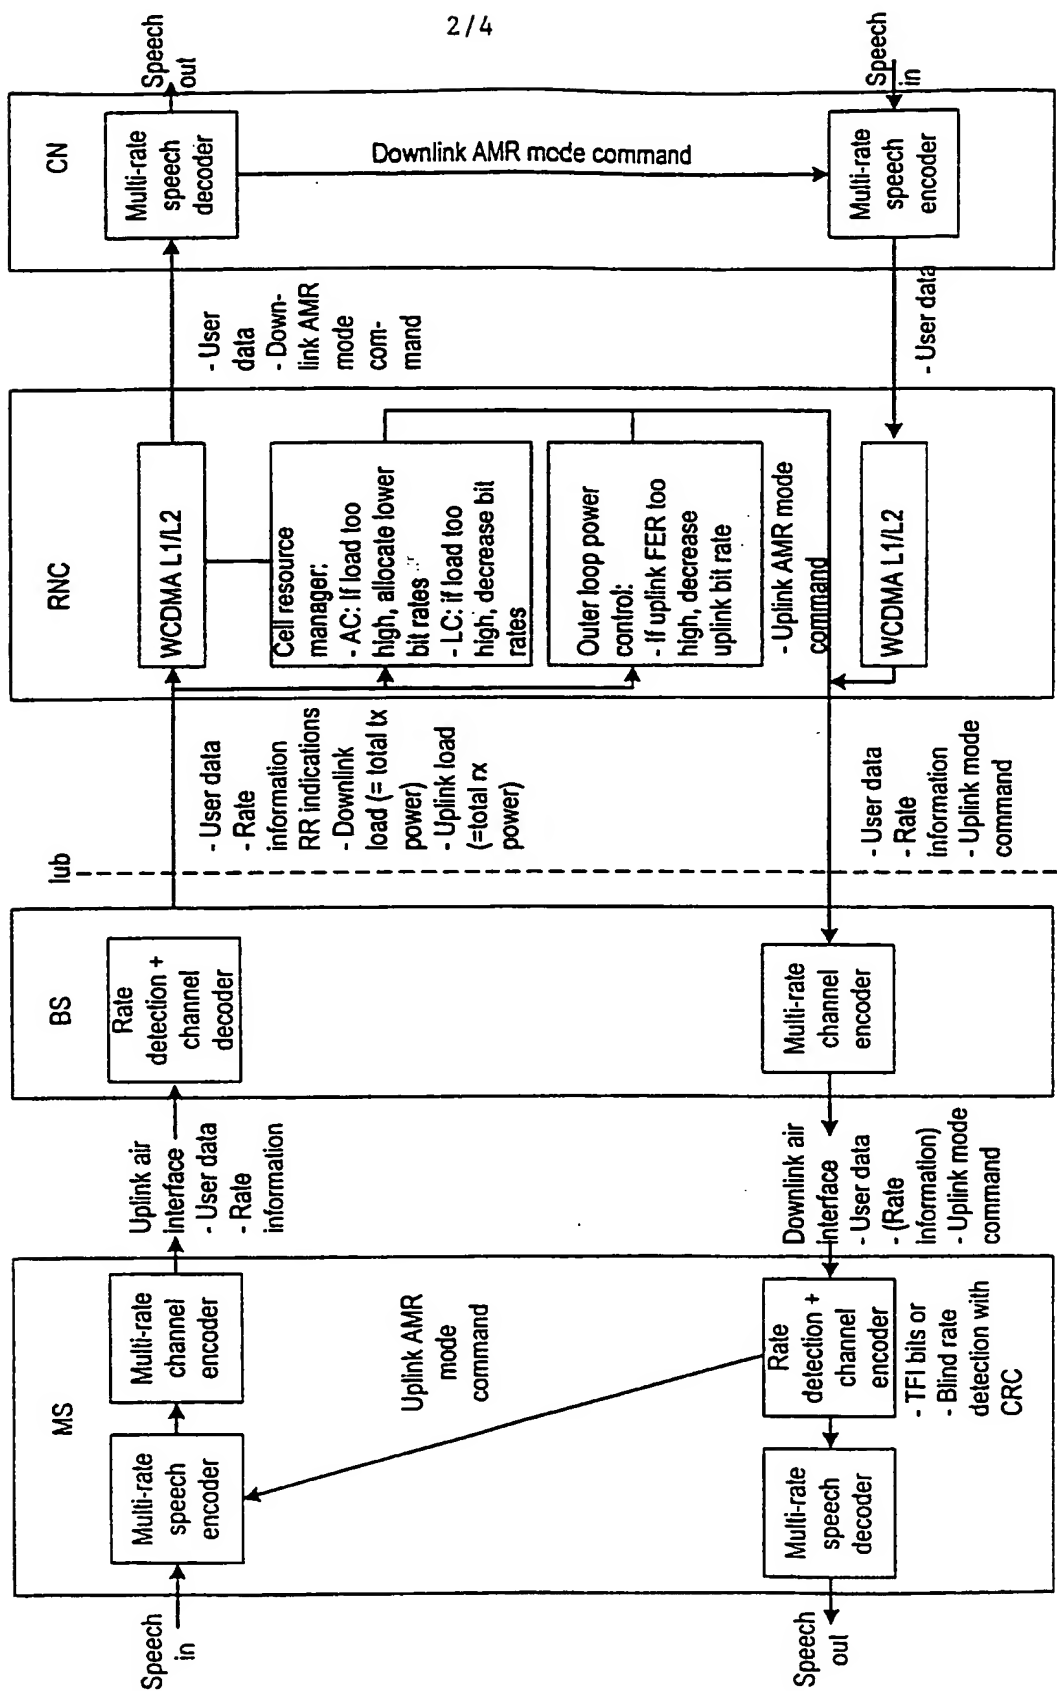 2/4
MS
BS
Iub
RNC
CN
Speech
in
Multi-rate
speech
encoder
Multi-rate
channel
encoder
Uplink air
interface
- User data
- Rate
information
Rate
detection +
channel
decoder
- User data
- Rate
information
RR indications
- Downlink
load (= total tx
power)
- Uplink load
(=total rx
power)
WCDMA L1/L2
- User
data
- Down-
link AMR
mode
com-
mand
Multi-rate
speech
decoder
Speech
out
Cell resource
manager:
- AC: If load too
high, allocate lower
bit rates
- LC: if load too
high, decrease bit
rates
Outer loop power
control:
- If uplink FER too
high, decrease
uplink bit rate
- Uplink AMR mode
command
Downlink AMR mode command
Uplink AMR
mode
command
Speech
out
Multi-rate
speech
decoder
Rate
detection +
channel
encoder
- TFI bits or
- Blind rate
detection with
CRC
Downlink air
interface
- User data
- (Rate
information)
- Uplink mode
command
Multi-rate
channel
encoder
- User data
- Rate
information
- Uplink mode
command
WCDMA L1/L2
- User data
Multi-rate
speech
encoder
Speech
in